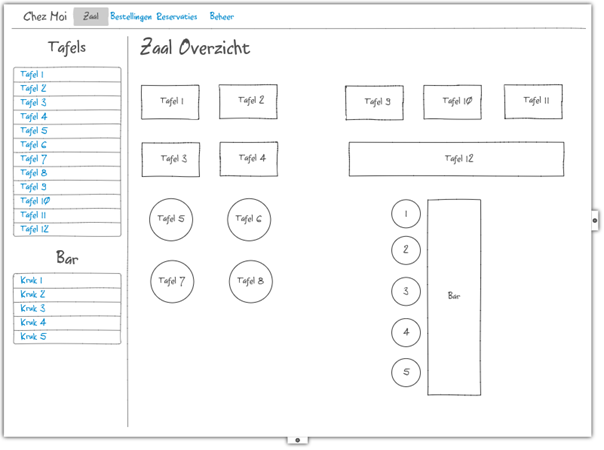 Chez Moi Zaal Bestellingen Reservaties Beheer
Tafels
Tafel 1
Tafel 2
Tafel 3
Tafel 4
Tafel 5
Tafel 6
Tafel 7
Tafel 8
Tafel 9
Tafel 10
Tafel 11
Tafel 12
Bar
Kruk 1
Kruk 2
Kruk 3
Kruk 4
Kruk 5
Zaal Overzicht
Tafel 1 Tafel 2 Tafel 9 Tafel 10 Tafel 11
Tafel 3 Tafel 4 Tafel 12
Tafel 5 Tafel 6 1
2
Tafel 7 Tafel 8 3 Bar
4
5